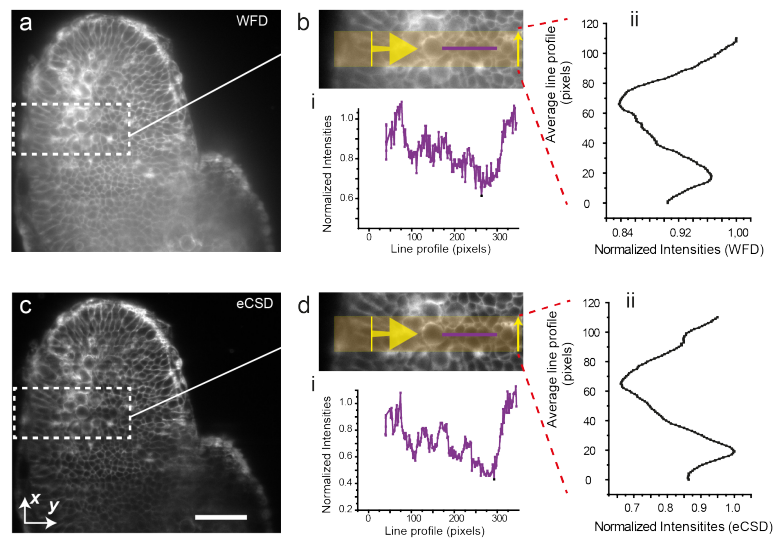 a
WFD
b
i
1.0
0.8
0.6
Normalized Intensities
0
100
200
300
Line profile (pixels)
ii
120
100
80
60
40
20
0
Average line profile
(pixels)
0.84
0.92
1,00
Normalized Intensities (WFD)
c
eCSD
x
y
d
i
1.0
0.8
0.6
0.4
0.2
Normalized Intensities
0
100
200
300
Line profile (pixels)
ii
120
100
80
60
40
20
0
Average line profile
(pixels)
0.7
0.8
0.9
1.0
Normalized Intensitites (eCSD)